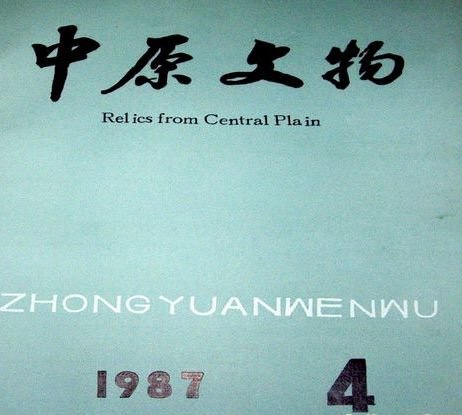 中原文物
Relics from Central Plain
ZHONGYUANWENWU
1987 4